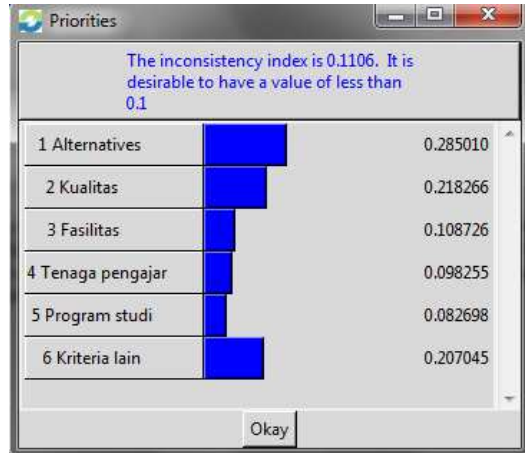 Priorities
The inconsistency index is 0.1106. It is
desirable to have a value of less than
0.1
1 Alternatives 0.285010
2 Kualitas 0.218266
3 Fasilitas 0.108726
4 Tenaga pengajar 0.098255
5 Program studi 0.082698
6 Kriteria lain 0.207045
Okay